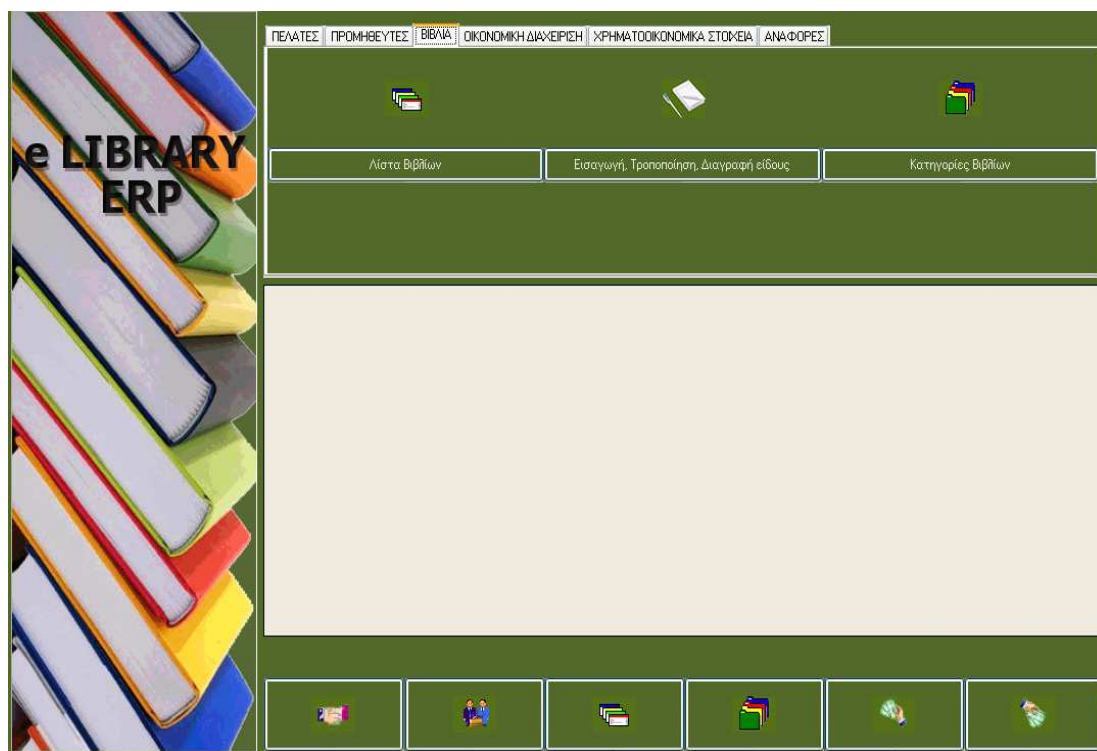 ΠΕΛΑΤΕΣ ΠΡΟΜΗΘΕΥΤΕΣ ΒΙΒΛΙΑ ΟΙΚΟΝΟΜΙΚΗ ΔΙΑΧΕΙΡΙΣΗ ΧΡΗΜΑΤΟΟΙΚΟΝΟΜΙΚΑ ΣΤΟΙΧΕΙΑ ΑΝΑΦΟΡΕΣ
e LIBRARY
ERP
Λίστα Βιβλίων Εισαγωγή, Τροποποίηση, Διαγραφή είδους Κατηγορίες Βιβλίων